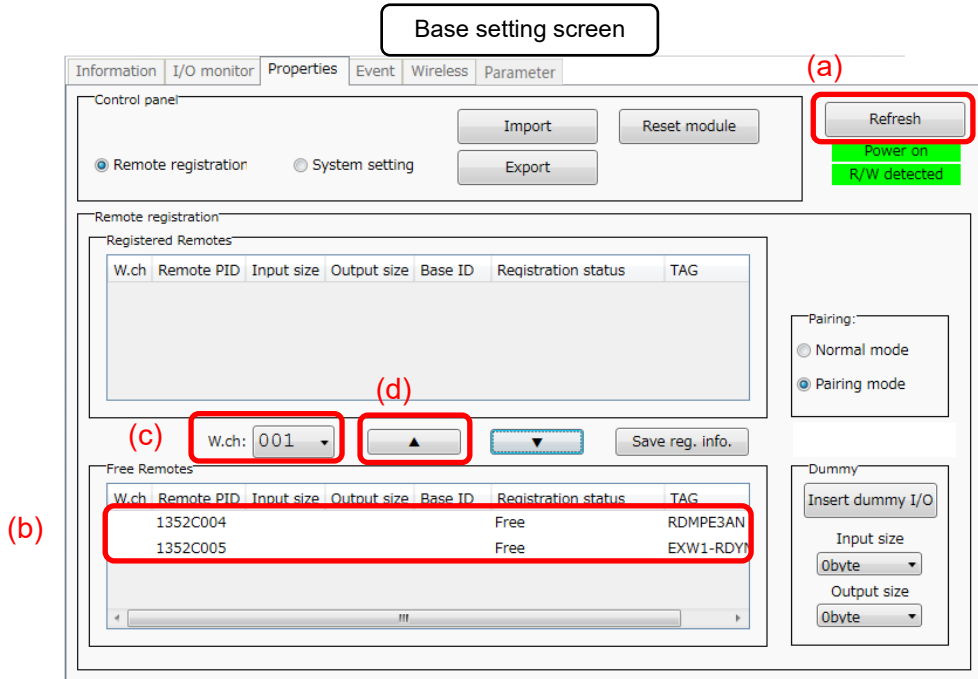 Base setting screen
Information I/O monitor Properties Event Wireless Parameter
(a)
Control panel
Import Reset module Refresh
Power on
Remote registration System setting Export R/W detected
Remote registration
Registered Remotes
W.ch Remote PID Input size Output size Base ID Registration status TAG
Pairing:
Normal mode
Pairing mode
(d)
(c) W.ch: 001 ▼ ▲ ▼ Save reg. info.
Free Remotes Dummy
W.ch Remote PID Input size Output size Base ID Registration status TAG Insert dummy I/O
(b) 1352C004 Free RDMPE3AN
1352C005 Free EXW1-RDYN
Input size
0byte ▼
Output size
0byte ▼